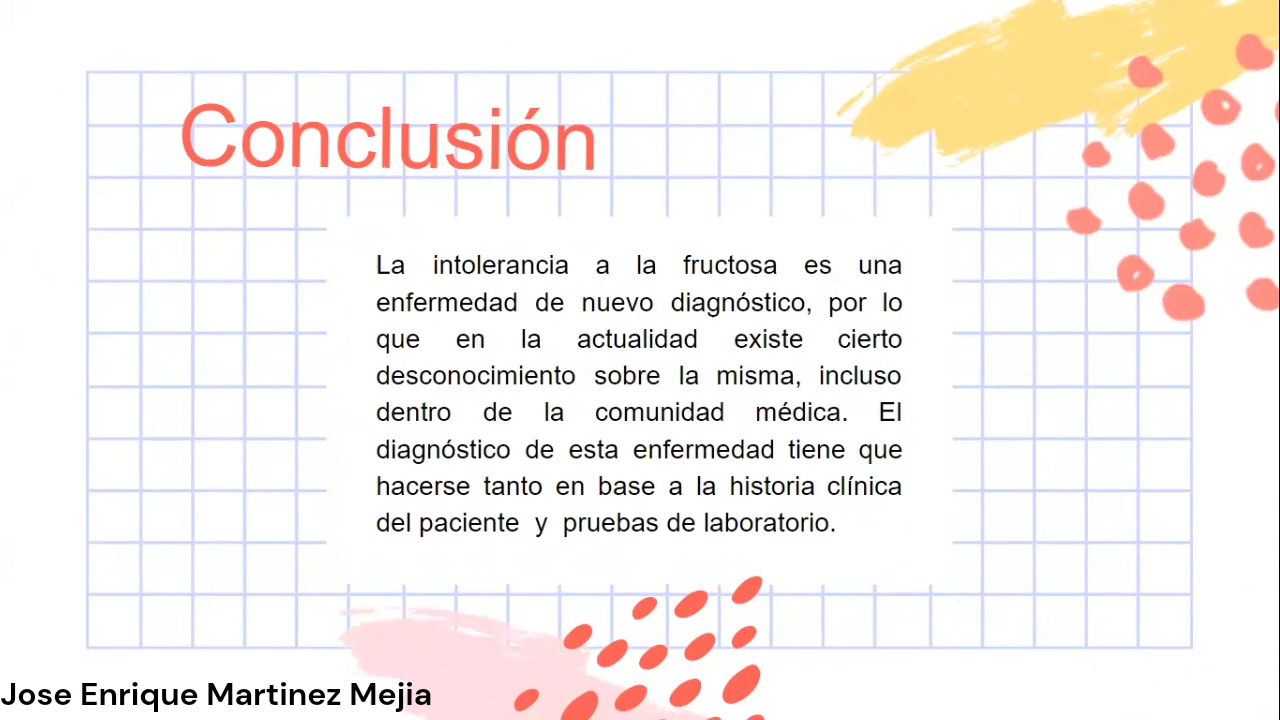 Conclusión
La intolerancia a la fructosa es una
enfermedad de nuevo diagnóstico, por lo
que en la actualidad existe cierto
desconocimiento sobre la misma, incluso
dentro de la comunidad médica. El
diagnóstico de esta enfermedad tiene que
hacerse tanto en base a la historia clínica
del paciente y pruebas de laboratorio.
Jose Enrique Martinez Mejia